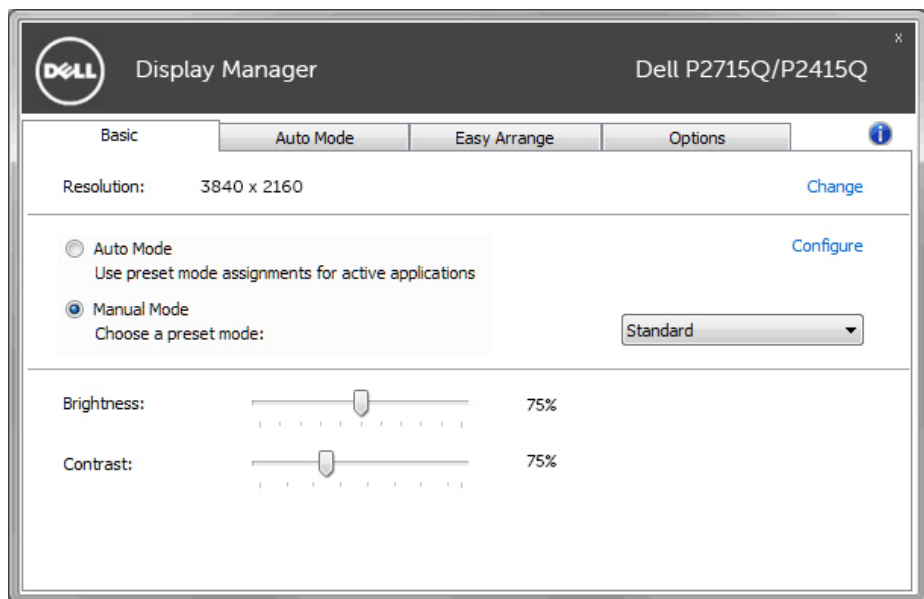 x
DELL Display Manager Dell P2715Q/P2415Q
Basic Auto Mode Easy Arrange Options i
Resolution: 3840 x 2160 Change
Auto Mode Configure
Use preset mode assignments for active applications
Manual Mode
Choose a preset mode: Standard
Brightness: 75%
Contrast: 75%